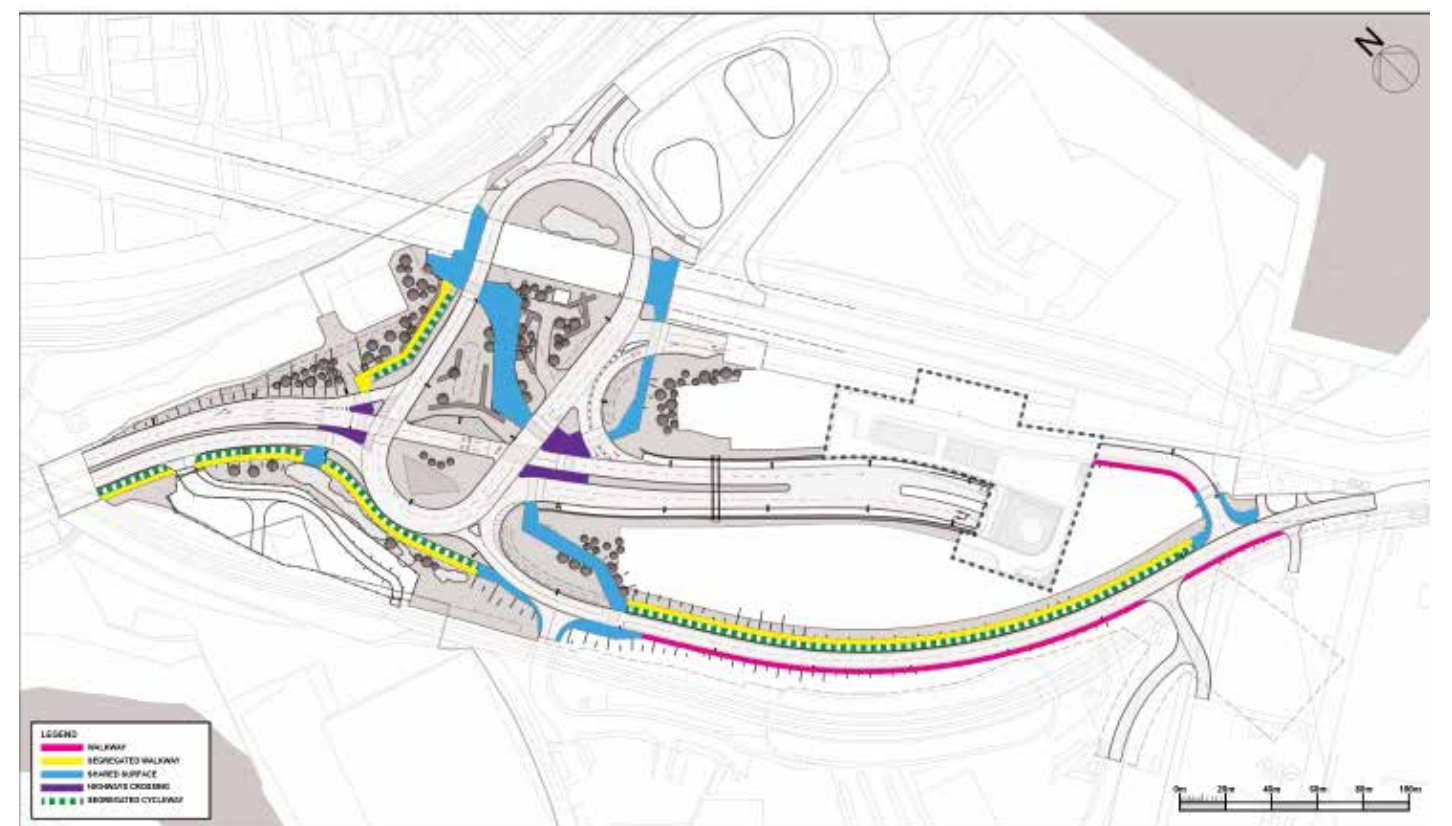 N
LEGEND
WALKWAY
SEGREGATED WALKWAY
SHARED SURFACE
HIGHWAYS CROSSING
SEGREGATED CYCLEWAY
0m 20m 40m 60m 80m 100m